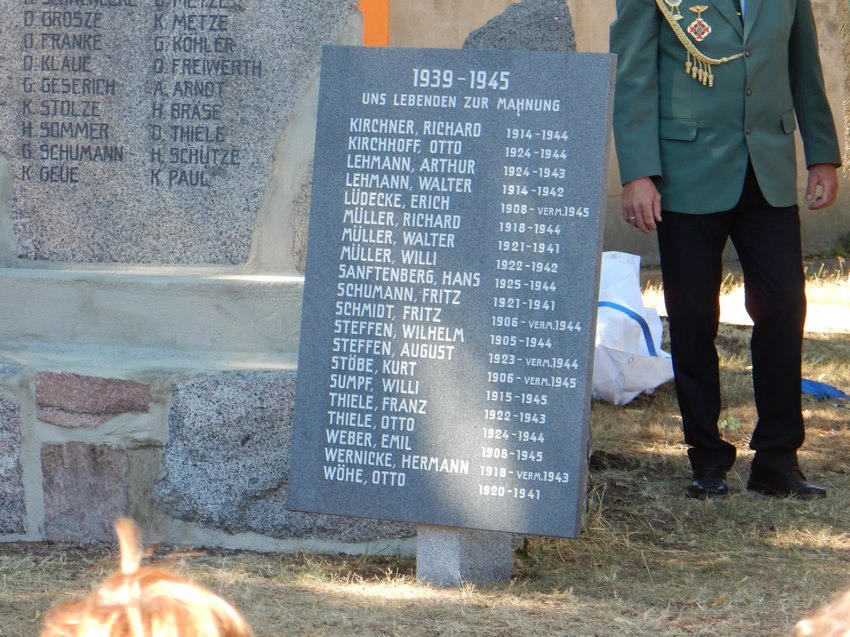 O GROSZE K METZE
O FRANKE G KÖHLER
O KLAUE O FREIWERTH
G GESERICH A ARNDT
K STOLZE H BRASE
H SOMMER O THIELE
G SCHUMANN H SCHÜTZE
K GEUE K PAUL
1939-1945
UNS LEBENDEN ZUR MAHNUNG
KIRCHNER, RICHARD 1914-1944
KIRCHHOFF, OTTO 1924-1944
LEHMANN, ARTHUR 1924-1943
LEHMANN, WALTER 1914-1942
LÜDECKE, ERICH 1908-VERM.1945
MÜLLER, RICHARD 1918-1944
MÜLLER, WALTER 1921-1941
MÜLLER, WILLI 1922-1942
SANFTENBERG, HANS 1925-1944
SCHUMANN, FRITZ 1921-1941
SCHMIDT, FRITZ 1906-VERM.1944
STEFFEN, WILHELM 1905-1944
STEFFEN, AUGUST 1923-VERM.1944
STÖBE, KURT 1906-VERM.1945
SUMPF, WILLI 1915-1945
THIELE, FRANZ 1922-1943
THIELE, OTTO 1924-1944
WEBER, EMIL 1908-1945
WERNICKE, HERMANN 1918-VERM.1943
WÖHE, OTTO 1920-1941